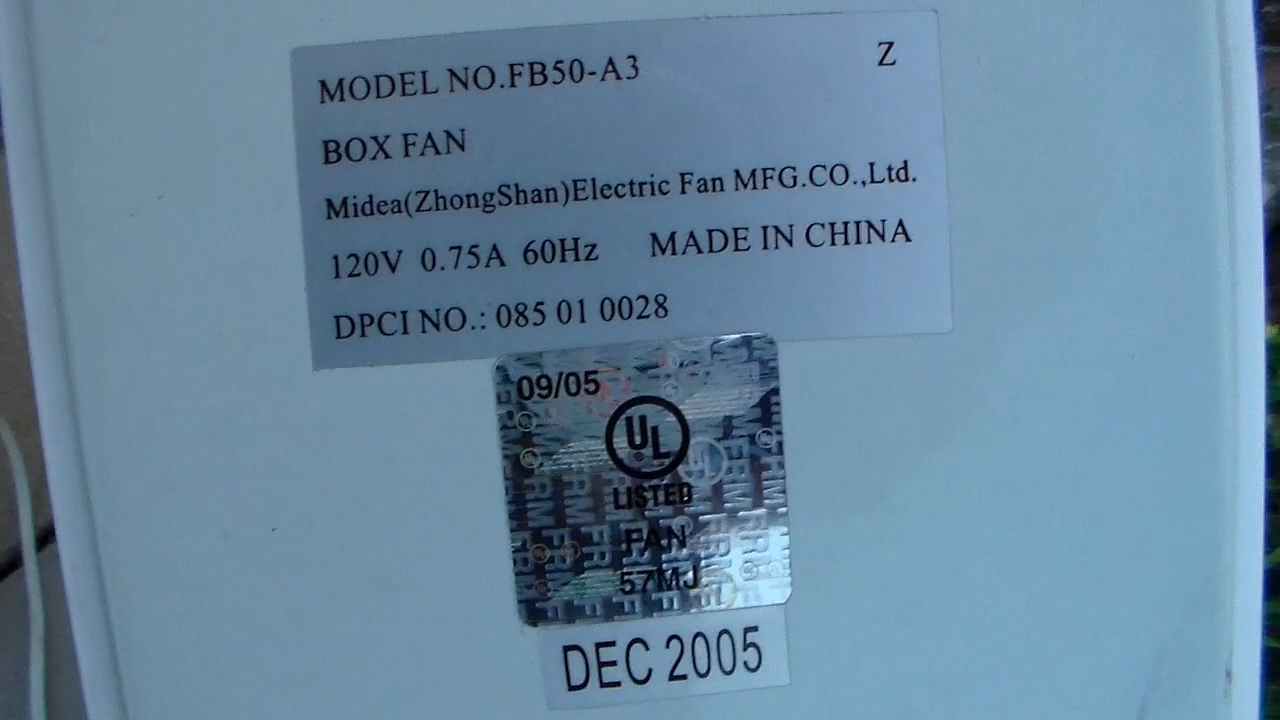 MODEL NO.FB50-A3 Z
BOX FAN
Midea(ZhongShan)Electric Fan MFG.CO.,Ltd.
120V 0.75A 60Hz MADE IN CHINA
DPCI NO.: 085 01 0028
09/05
UL
LISTED
FAN
57MJ
DEC 2005